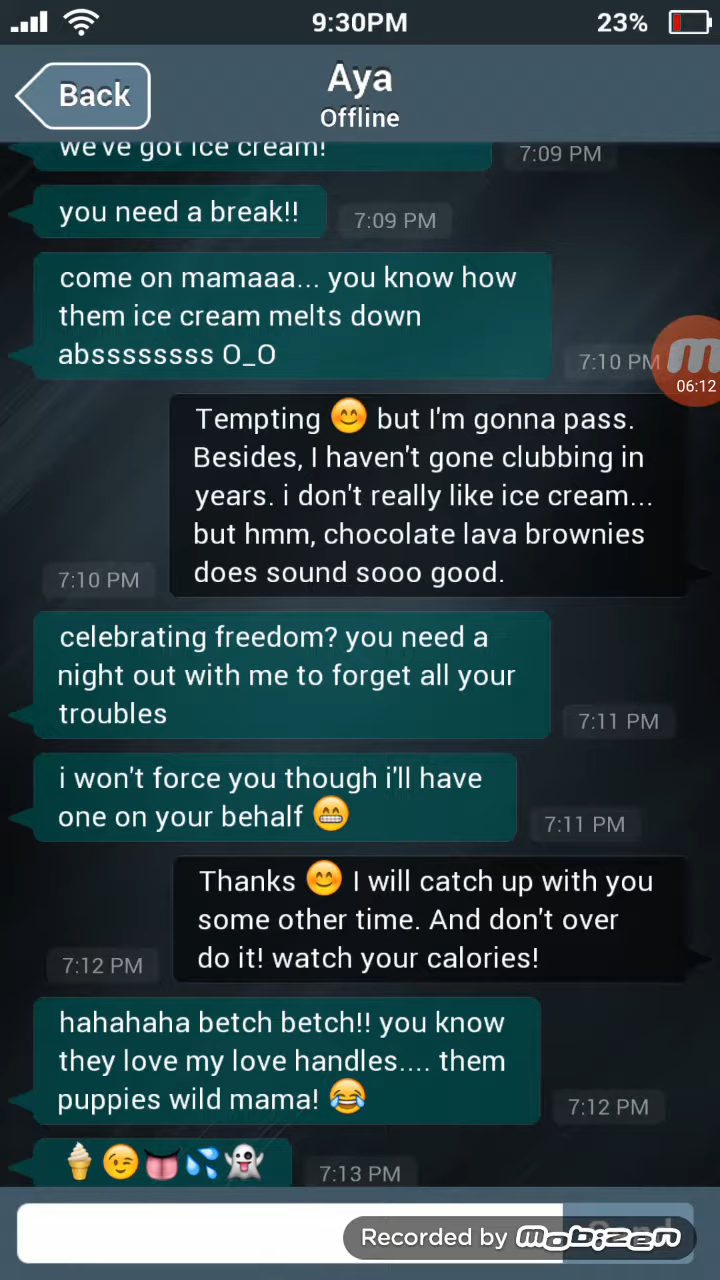 9:30PM
23%
Back
Aya
Offline
we've got ice cream!
7:09 PM
you need a break!!
7:09 PM
come on mamaaa... you know how
them ice cream melts down
abssssssss O_O
7:10 PM
06:12
Tempting 😊 but I'm gonna pass.
Besides, I haven't gone clubbing in
years. i don't really like ice cream...
but hmm, chocolate lava brownies
does sound sooo good.
7:10 PM
celebrating freedom? you need a
night out with me to forget all your
troubles
7:11 PM
i won't force you though i'll have
one on your behalf 😁
7:11 PM
Thanks 😊 I will catch up with you
some other time. And don't over
do it! watch your calories!
7:12 PM
hahahaha betch betch!! you know
they love my love handles.... them
puppies wild mama! 😂
7:12 PM
🍦😉👅💦👻
7:13 PM
Recorded by mobizen